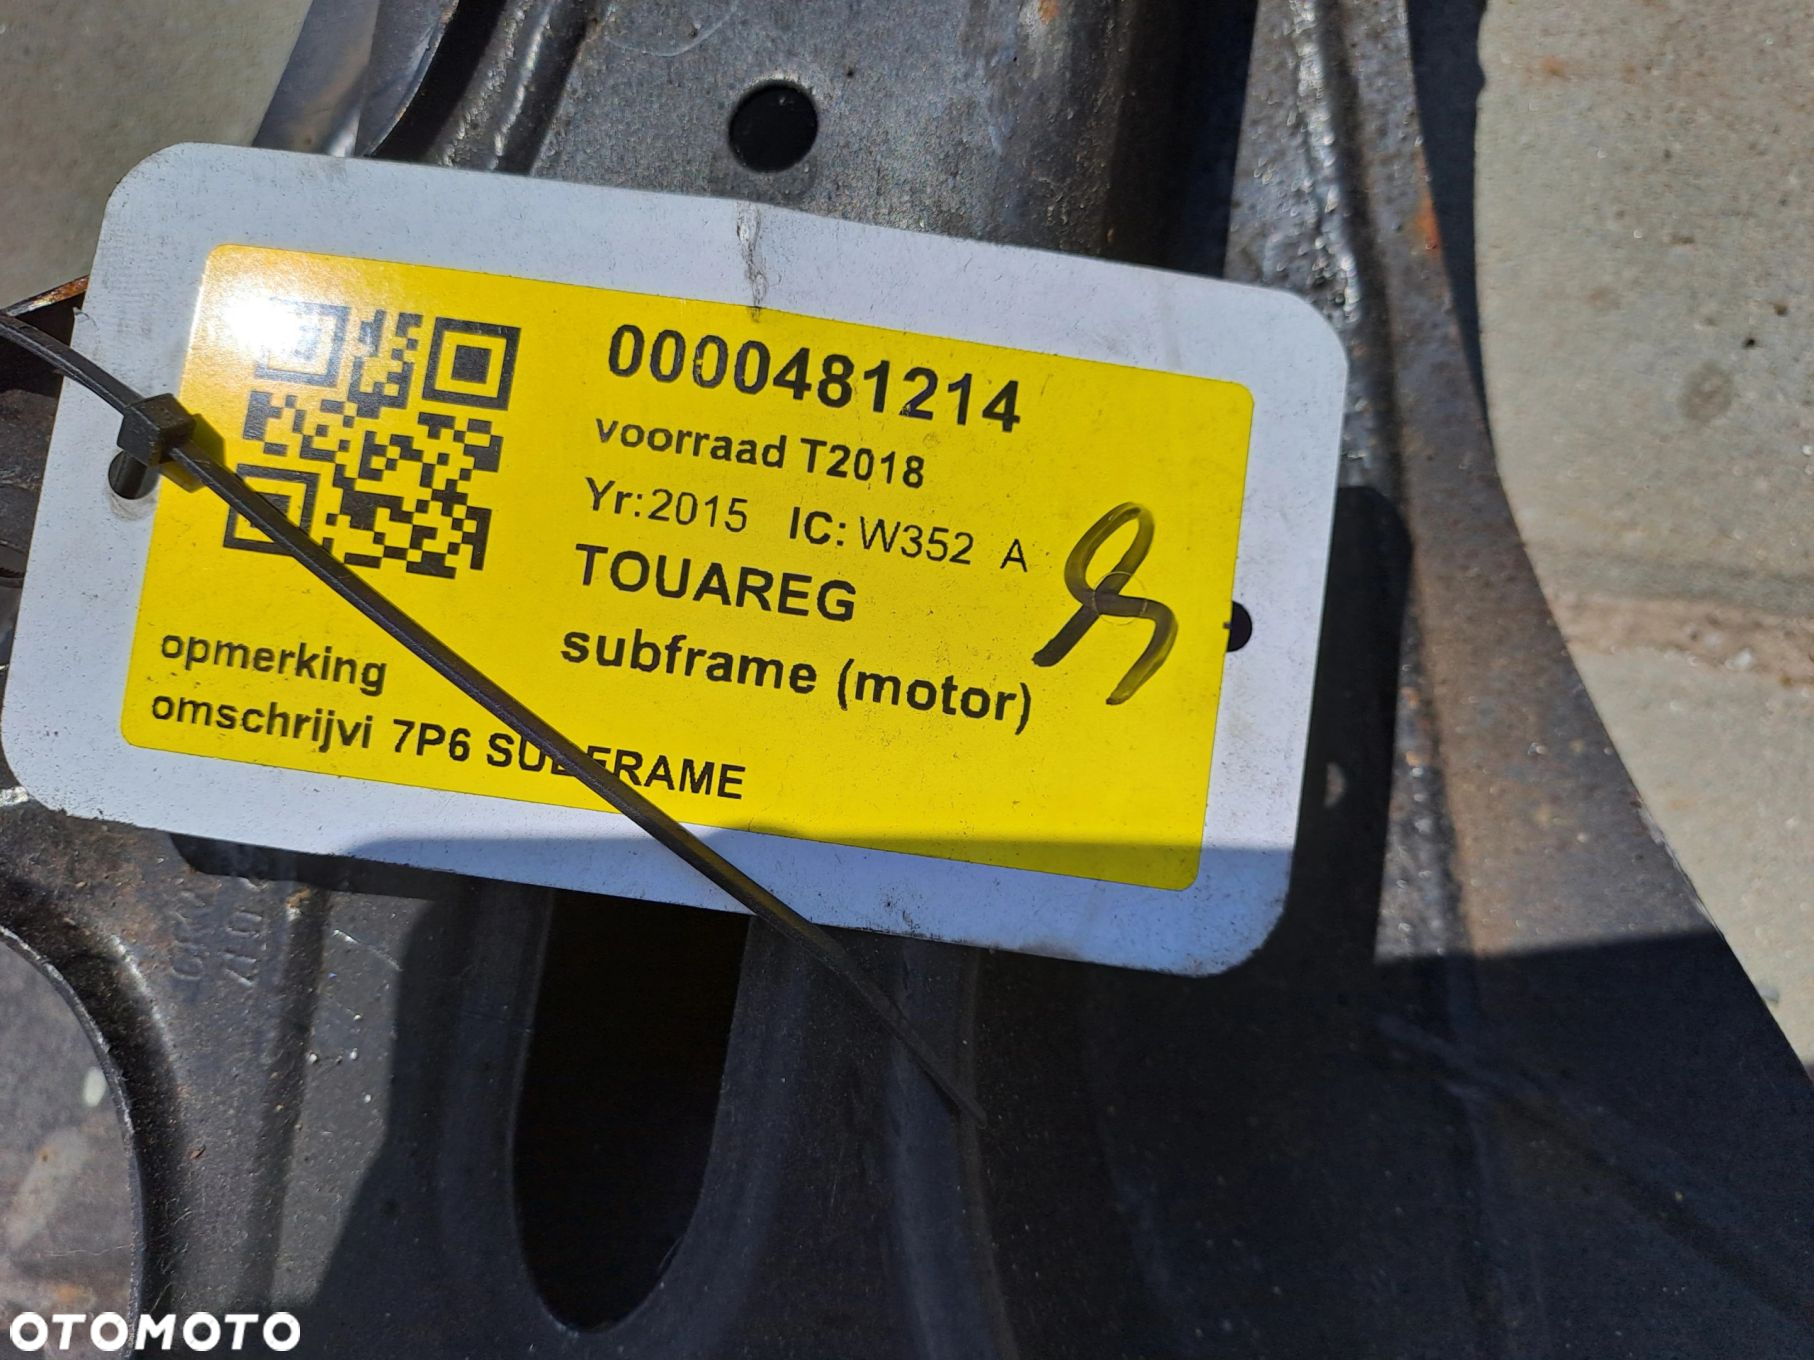 0000481214
voorraad T2018
Yr:2015 IC: W352 A
TOUAREG
subframe (motor)
opmerking
omschrijvi 7P6 SUBFRAME
OTOMOTO